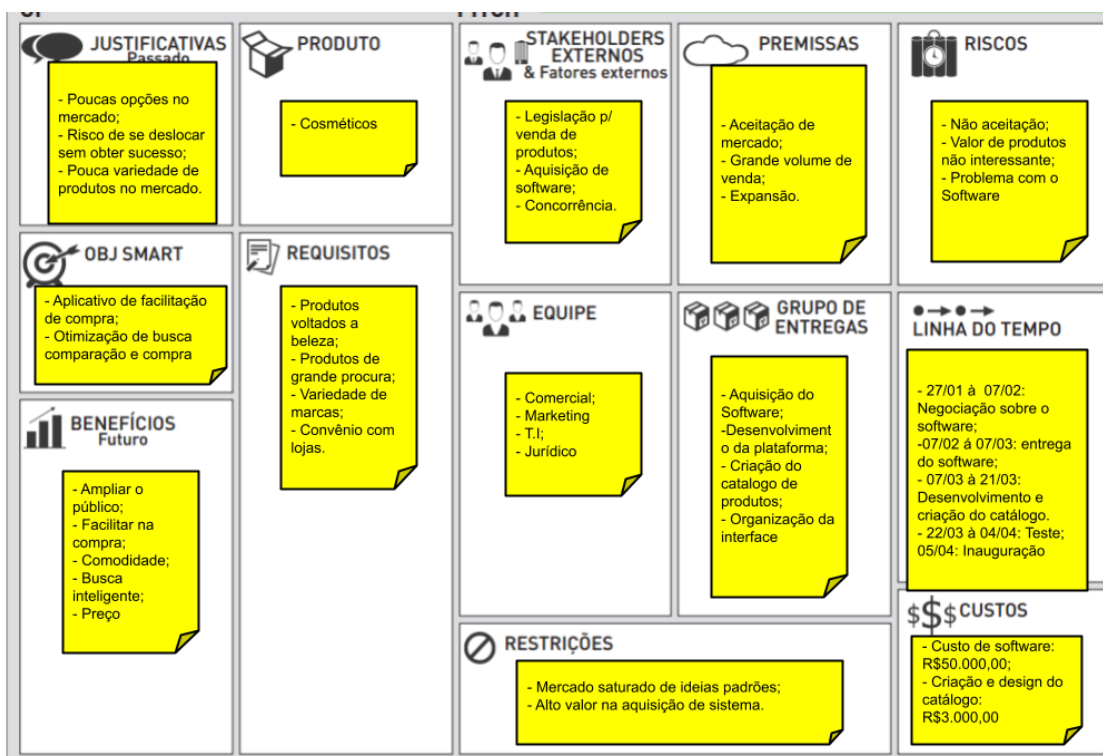 JUSTIFICATIVAS
Passado
- Poucas opções no
mercado;
- Risco de se deslocar
sem obter sucesso;
- Pouca variedade de
produtos no mercado.
PRODUTO
- Cosméticos
STAKEHOLDERS
EXTERNOS
& Fatores externos
- Legislação p/
venda de
produtos;
- Aquisição de
software;
- Concorrência.
PREMISSAS
- Aceitação de
mercado;
- Grande volume de
venda;
- Expansão.
RISCOS
- Não aceitação;
- Valor de produtos
não interessante;
- Problema com o
Software
OBJ SMART
- Aplicativo de facilitação
de compra;
- Otimização de busca
comparação e compra
REQUISITOS
- Produtos
voltados a
beleza;
- Produtos de
grande procura;
- Variedade de
marcas;
- Convênio com
lojas.
EQUIPE
- Comercial;
- Marketing
- T.I;
- Jurídico
GRUPO DE
ENTREGAS
- Aquisição do
Software;
-Desenvolviment
o da plataforma;
- Criação do
catalogo de
produtos;
- Organização da
interface
LINHA DO TEMPO
- 27/01 à 07/02:
Negociação sobre o
software;
-07/02 á 07/03: entrega
do software;
- 07/03 à 21/03:
Desenvolvimento e
criação do catálogo.
- 22/03 à 04/04: Teste;
05/04: Inauguração
BENEFÍCIOS
Futuro
- Ampliar o
público;
- Facilitar na
compra;
- Comodidade;
- Busca
inteligente;
- Preço
RESTRIÇÕES
- Mercado saturado de ideias padrões;
- Alto valor na aquisição de sistema.
$$$ CUSTOS
- Custo de software:
R$50.000,00;
- Criação e design do
catálogo:
R$3.000,00